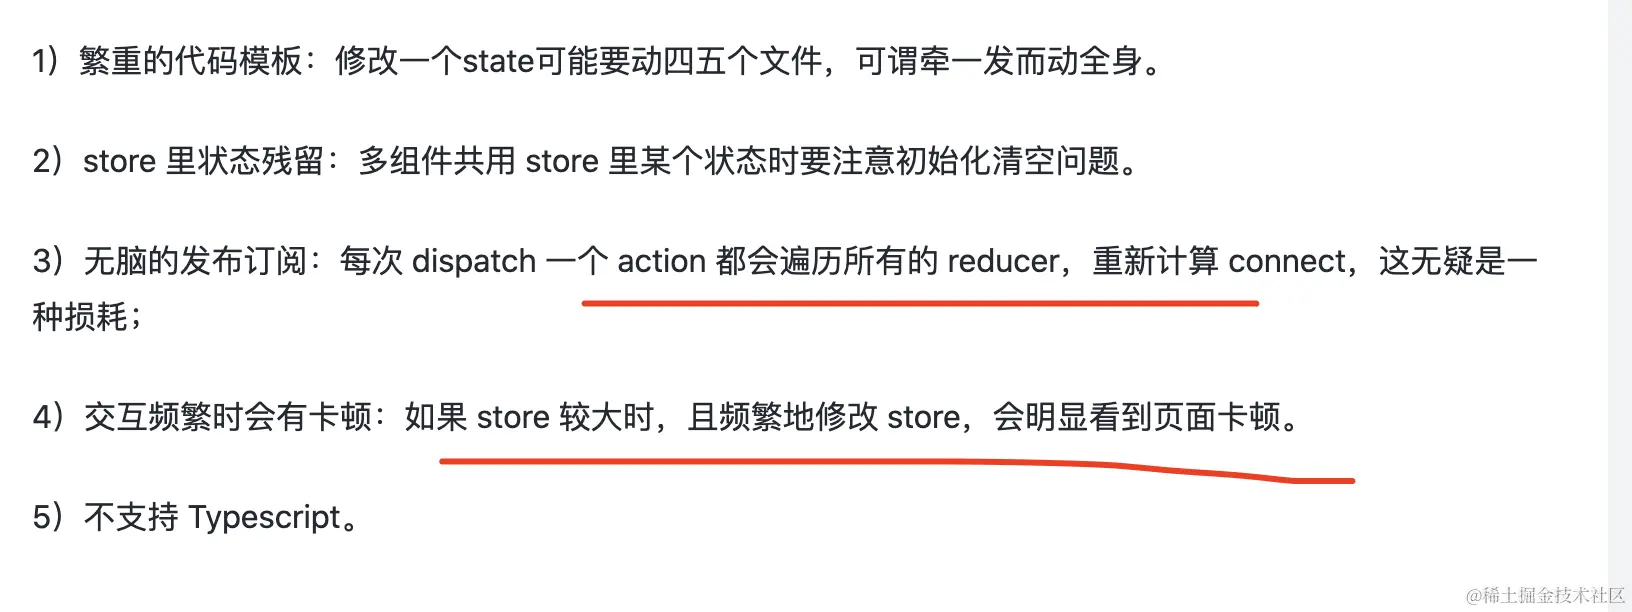 1）繁重的代码模板：修改一个state可能要动四五个文件，可谓牵一发而动全身。
2）store 里状态残留：多组件共用 store 里某个状态时要注意初始化清空问题。
3）无脑的发布订阅：每次 dispatch 一个 action 都会遍历所有的 reducer，重新计算 connect，这无疑是一
种损耗；
4）交互频繁时会有卡顿：如果 store 较大时，且频繁地修改 store，会明显看到页面卡顿。
5）不支持 Typescript。
@稀土掘金技术社区